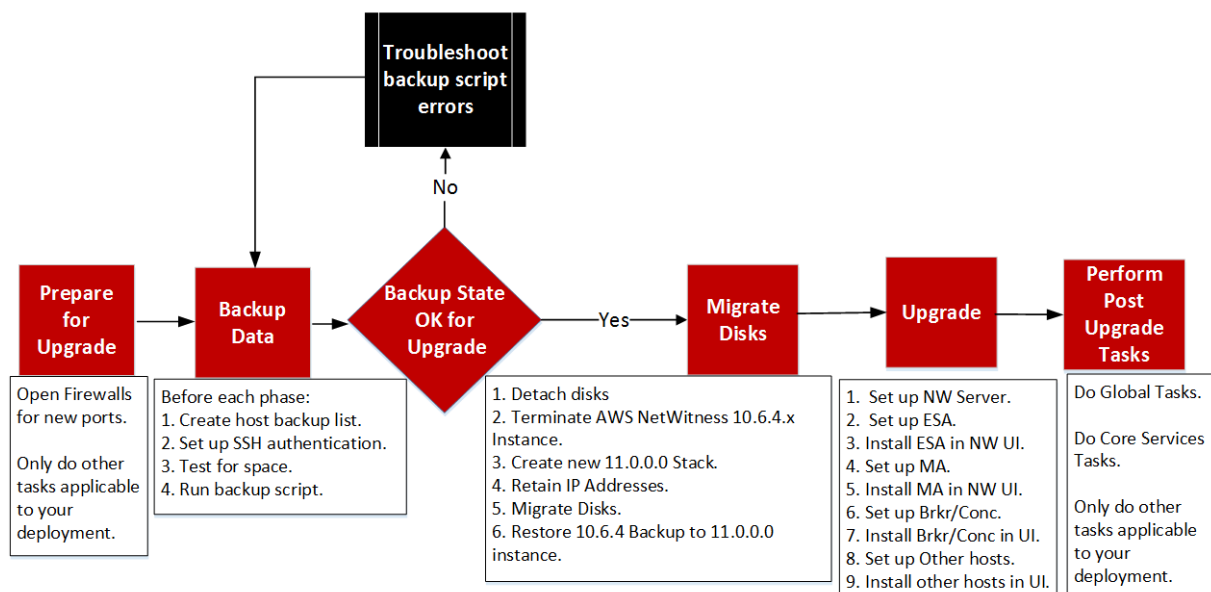 Troubleshoot
backup script
errors
No
Prepare
for
Upgrade
Backup
Data
Backup State
OK for
Upgrade
Yes
Migrate
Disks
Upgrade
Perform
Post
Upgrade
Tasks
Open Firewalls
for new ports.
Only do other
tasks applicable
to your
deployment.
Before each phase:
1. Create host backup list.
2. Set up SSH authentication.
3. Test for space.
4. Run backup script.
1. Detach disks
2. Terminate AWS NetWitness 10.6.4.x
Instance.
3. Create new 11.0.0.0 Stack.
4. Retain IP Addresses.
5. Migrate Disks.
6. Restore 10.6.4 Backup to 11.0.0.0
instance.
1. Set up NW Server.
2. Set up ESA.
3. Install ESA in NW UI.
4. Set up MA.
5. Install MA in NW UI.
6. Set up Brkr/Conc.
7. Install Brkr/Conc in UI.
8. Set up Other hosts.
9. Install other hosts in UI.
Do Global Tasks.
Do Core Services
Tasks.
Only do other
tasks applicable
to your
deployment.